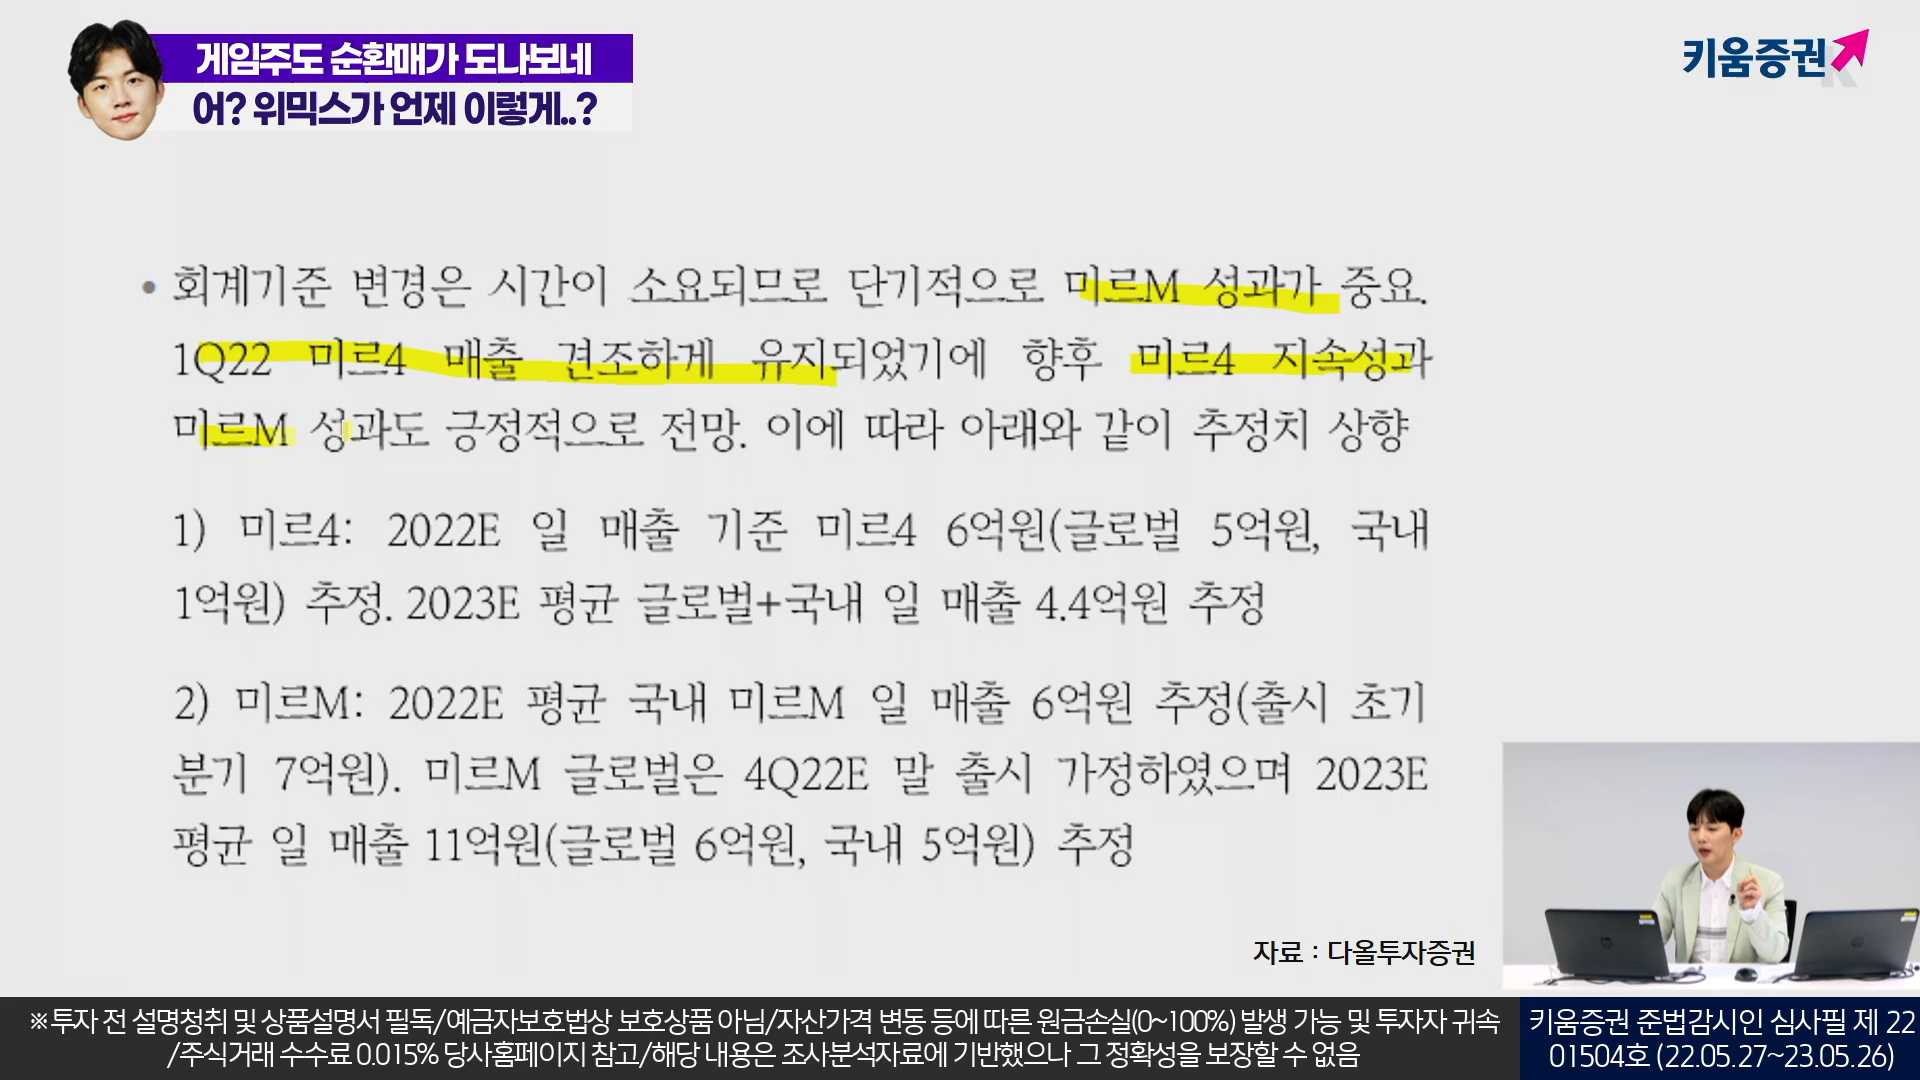 게임주도 순환매가 도나보네
어? 위믹스가 언제 이렇게..?
키움증권
• 회계기준 변경은 시간이 소요되므로 단기적으로 미르M 성과가 중요.
1Q22 미르4 매출 견조하게 유지되었기에 향후 미르4 지속성과
미르M 성과도 긍정적으로 전망. 이에 따라 아래와 같이 추정치 상향
1) 미르4: 2022E 일 매출 기준 미르4 6억원(글로벌 5억원, 국내
1억원) 추정. 2023E 평균 글로벌+국내 일 매출 4.4억원 추정
2) 미르M: 2022E 평균 국내 미르M 일 매출 6억원 추정(출시 초기
분기 7억원). 미르M 글로벌은 4Q22E 말 출시 가정하였으며 2023E
평균 일 매출 11억원(글로벌 6억원, 국내 5억원) 추정
자료 : 다올투자증권
※투자 전 설명청취 및 상품설명서 필독/예금자보호법상 보호상품 아님/자산가격 변동 등에 따른 원금손실(0~100%) 발생 가능 및 투자자 귀속
/주식거래 수수료 0.015% 당사홈페이지 참고/해당 내용은 조사분석자료에 기반했으나 그 정확성을 보장할 수 없음
키움증권 준법감시인 심사필 제 22
01504호 (22.05.27~23.05.26)